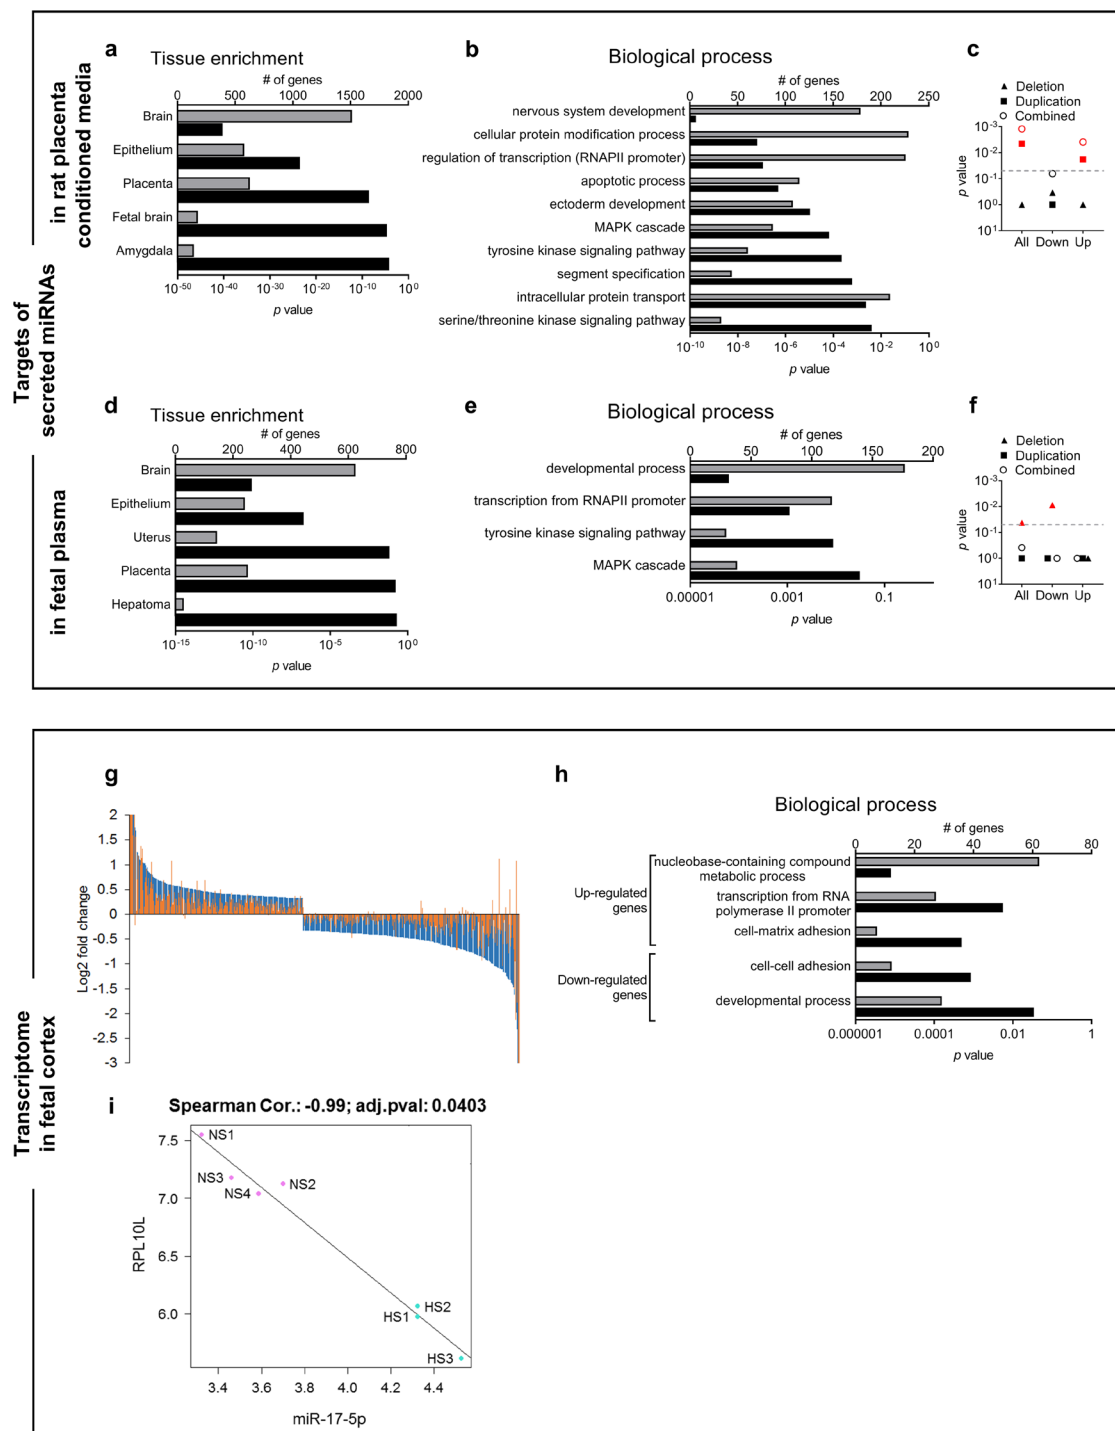 Targets of
secreted miRNAs
in rat placenta
conditioned media
in fetal plasma
a
Tissue enrichment
# of genes
0 500 1000 1500 2000
Brain
Epithelium
Placenta
Fetal brain
Amygdala
10-50 10-40 10-30 10-20 10-10 100
p value
b
Biological process
# of genes
0 50 100 150 200 250
nervous system development
cellular protein modification process
regulation of transcription (RNAPII promoter)
apoptotic process
ectoderm development
MAPK cascade
tyrosine kinase signaling pathway
segment specification
intracellular protein transport
serine/threonine kinase signaling pathway
10-10 10-8 10-6 10-4 10-2 100
p value
c
Deletion
Duplication
Combined
p value
10-3
10-2
10-1
100
101
All Down Up
d
Tissue enrichment
# of genes
0 200 400 600 800
Brain
Epithelium
Uterus
Placenta
Hepatoma
10-15 10-10 10-5 100
p value
e
Biological process
# of genes
0 50 100 150 200
developmental process
transcription from RNAPII promoter
tyrosine kinase signaling pathway
MAPK cascade
0.00001 0.001 0.1
p value
f
Deletion
Duplication
Combined
p value
10-3
10-2
10-1
100
101
All Down Up
Transcriptome
in fetal cortex
g
Log2 fold change
2
1.5
1
0.5
0
-0.5
-1
-1.5
-2
-2.5
-3
h
Biological process
# of genes
0 20 40 60 80
Up-regulated
genes
nucleobase-containing compound
metabolic process
transcription from RNA
polymerase II promoter
cell-matrix adhesion
Down-regulated
genes
cell-cell adhesion
developmental process
0.000001 0.0001 0.01 1
p value
i
Spearman Cor.: -0.99; adj.pval: 0.0403
RPL10L
7.5
7.0
6.5
6.0
NS1
NS3
NS2
NS4
HS2
HS1
HS3
3.4 3.6 3.8 4.0 4.2 4.4
miR-17-5p